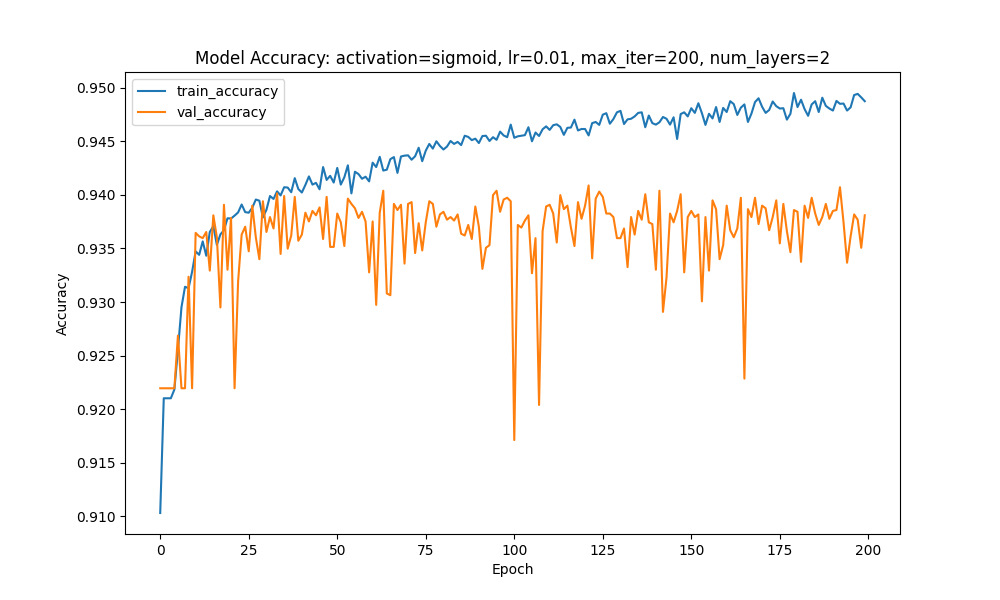 Model Accuracy: activation=sigmoid, lr=0.01, max_iter=200, num_layers=2
train_accuracy
val_accuracy
0.950
0.945
0.940
0.935
0.930
0.925
0.920
0.915
0.910
Accuracy
0 25 50 75 100 125 150 175 200
Epoch